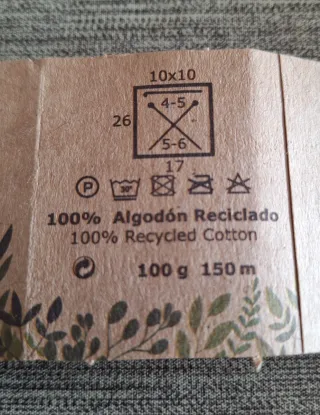 10x10
4-5
26
5-6
17
P
100% Algodón Reciclado
100% Recycled Cotton
100 g 150 m